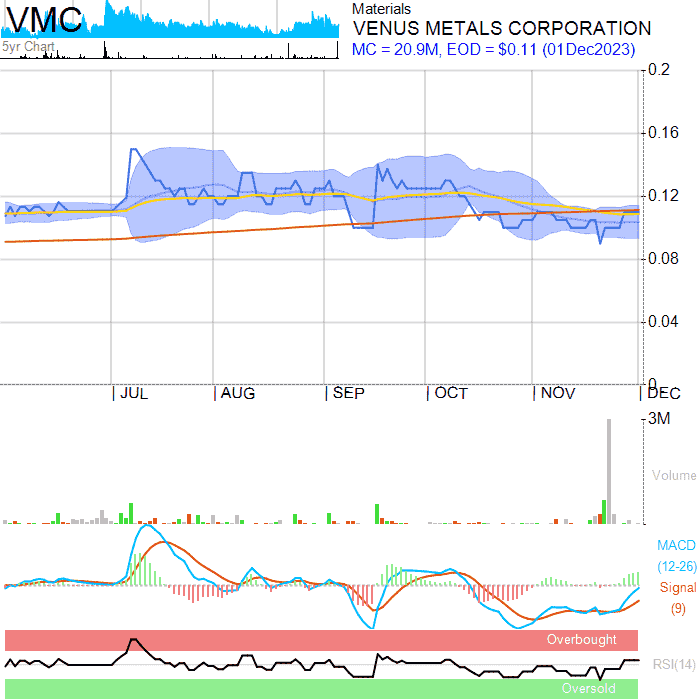 VMC
5yr Chart
Materials
VENUS METALS CORPORATION
MC = 20.9M, EOD = $0.11 (01Dec2023)
0.2
0.16
0.12
0.08
0.04
0
JUL AUG SEP OCT NOV DEC
3M
Volume
MACD
(12-26)
Signal
(9)
Overbought
RSI(14)
Oversold